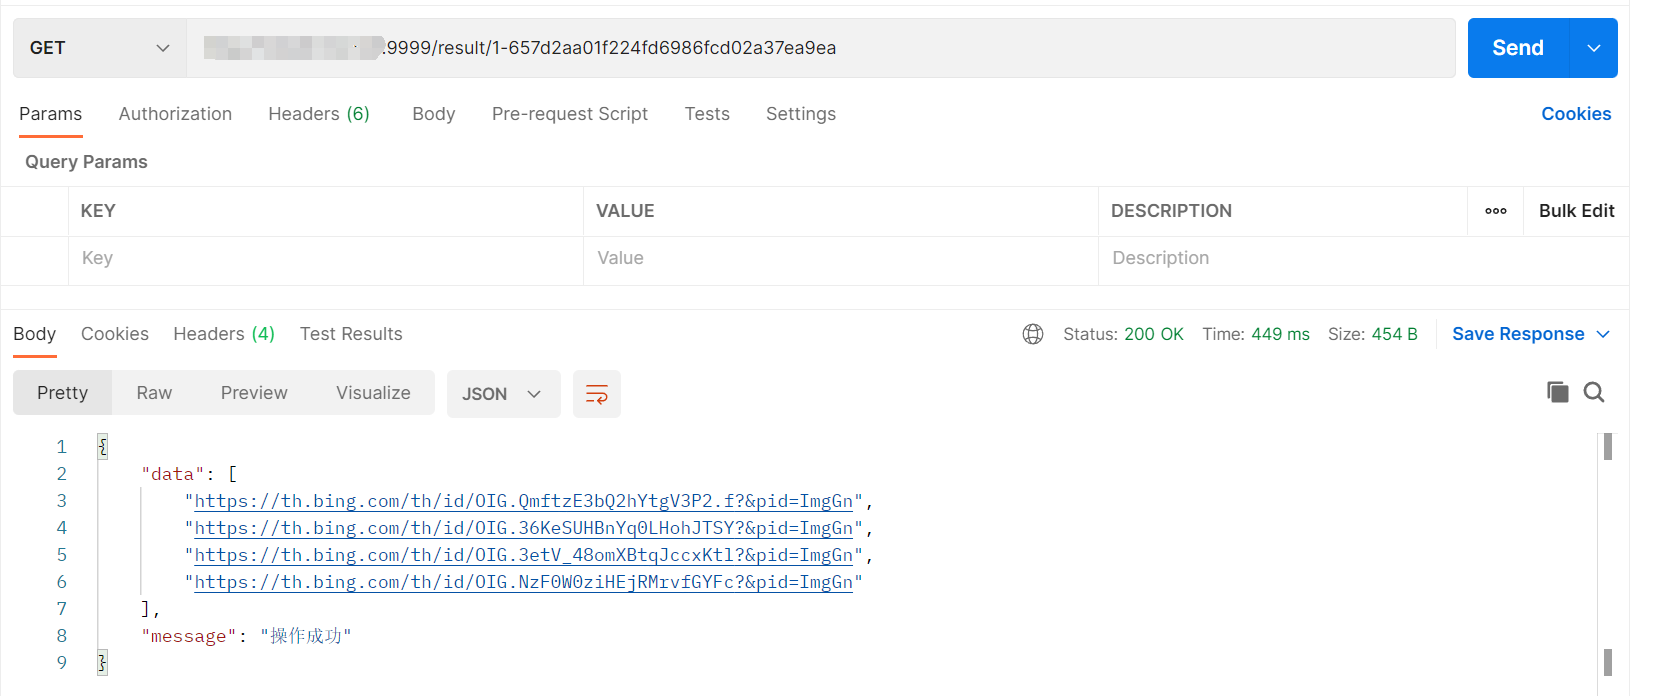 GET
:9999/result/1-657d2aa01f224fd6986fcd02a37ea9ea
Send
Params Authorization Headers (6) Body Pre-request Script Tests Settings Cookies
Query Params
KEY VALUE DESCRIPTION ooo Bulk Edit
Key Value Description
Body Cookies Headers (4) Test Results Status: 200 OK Time: 449 ms Size: 454 B Save Response
Pretty Raw Preview Visualize JSON
1 {
2 "data": [
3 "https://th.bing.com/th/id/OIG.QmftzE3bQ2hYtgV3P2.f?&pid=ImgGn",
4 "https://th.bing.com/th/id/OIG.36KeSUHBnYq0LHohJTSY?&pid=ImgGn",
5 "https://th.bing.com/th/id/OIG.3etV_48omXBtqJccxKtl?&pid=ImgGn",
6 "https://th.bing.com/th/id/OIG.NzF0W0ziHEjRMrvfGYFc?&pid=ImgGn"
7 ],
8 "message": "操作成功"
9 }